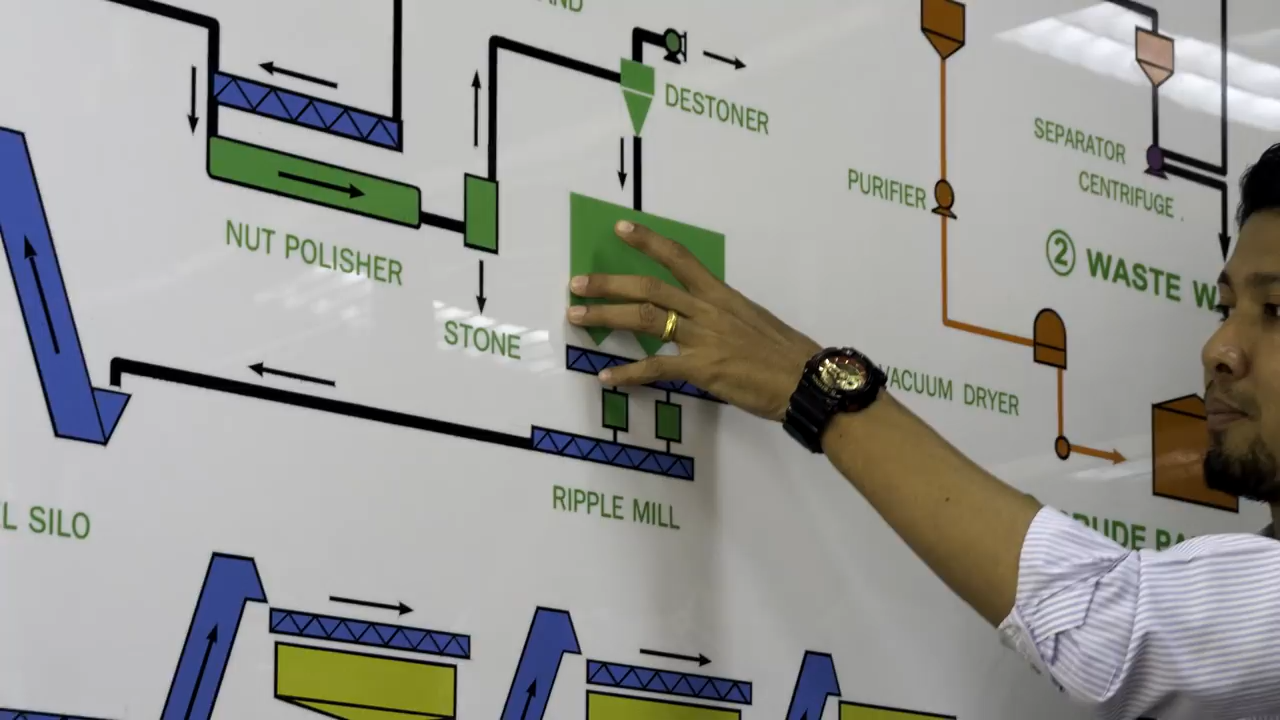 DESTONER
SEPARATOR
CENTRIFUGE .
PURIFIER
NUT POLISHER
② WASTE
STONE
VACUUM DRYER
RIPPLE MILL
SILO